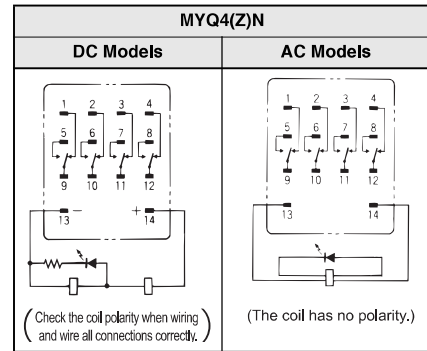 MYQ4(Z)N
DC Models
AC Models
1 2 3 4
5 6 7 8
9 10 11 12
13 − + 14
(Check the coil polarity when wiring
and wire all connections correctly.)
1 2 3 4
5 6 7 8
9 10 11 12
13 14
(The coil has no polarity.)